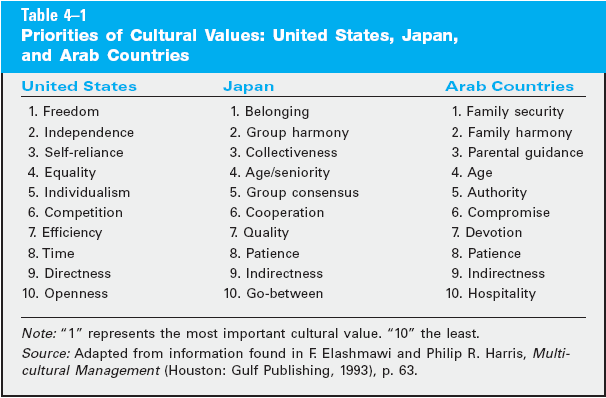 Table 4–1
Priorities of Cultural Values: United States, Japan,
and Arab Countries
United States Japan Arab Countries
1. Freedom 1. Belonging 1. Family security
2. Independence 2. Group harmony 2. Family harmony
3. Self-reliance 3. Collectiveness 3. Parental guidance
4. Equality 4. Age/seniority 4. Age
5. Individualism 5. Group consensus 5. Authority
6. Competition 6. Cooperation 6. Compromise
7. Efficiency 7. Quality 7. Devotion
8. Time 8. Patience 8. Patience
9. Directness 9. Indirectness 9. Indirectness
10. Openness 10. Go-between 10. Hospitality
Note: “1” represents the most important cultural value. “10” the least.
Source: Adapted from information found in F. Elashmawi and Philip R. Harris, Multi-
cultural Management (Houston: Gulf Publishing, 1993), p. 63.